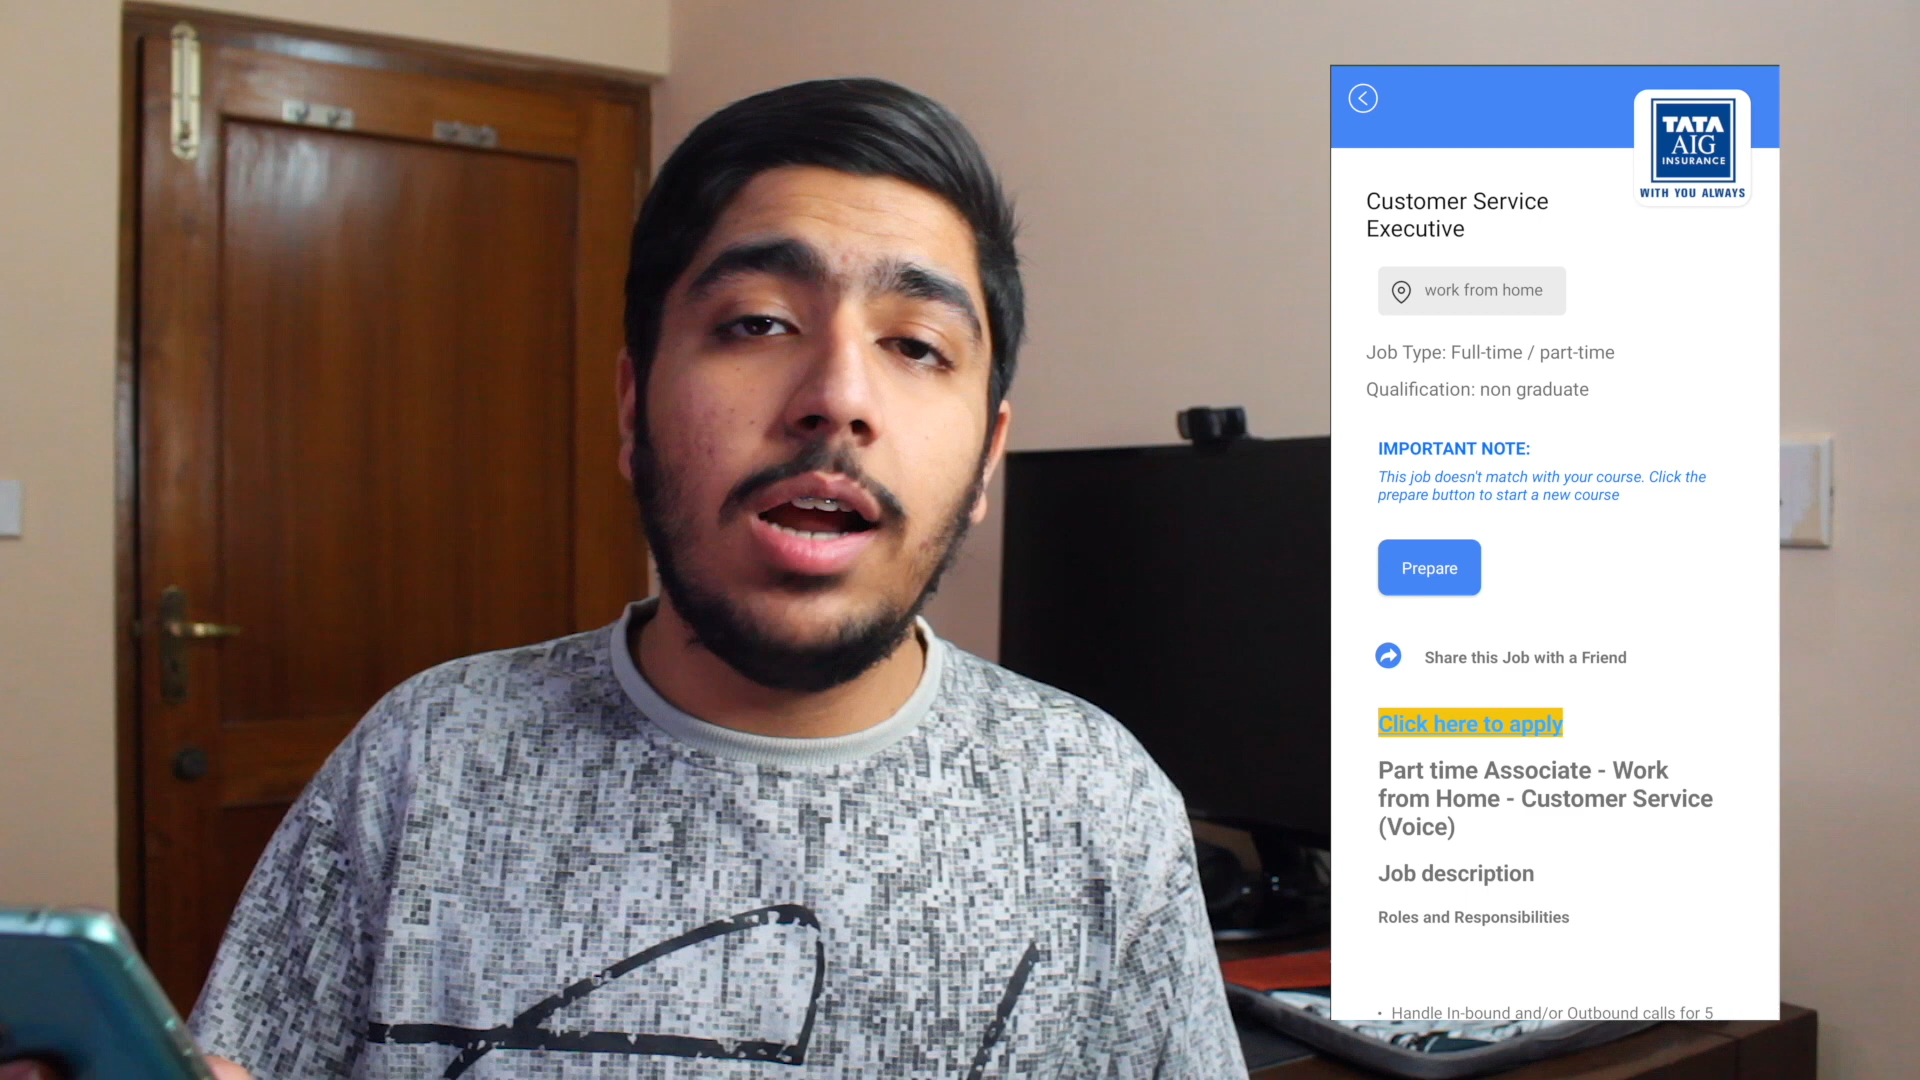 TATA
AIG
INSURANCE
WITH YOU ALWAYS
Customer Service
Executive
work from home
Job Type: Full-time / part-time
Qualification: non graduate
IMPORTANT NOTE:
This job doesn't match with your course. Click the
prepare button to start a new course
Prepare
Share this Job with a Friend
Click here to apply
Part time Associate - Work
from Home - Customer Service
(Voice)
Job description
Roles and Responsibilities
• Handle In-bound and/or Outbound calls for 5